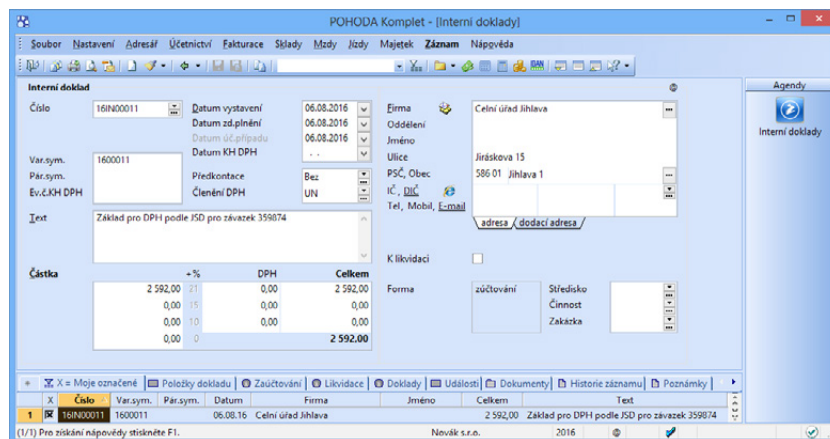 POHODA Komplet - [Interní doklady]
Soubor Nastavení Adresář Účetnictví Fakturace Sklady Mzdy Jízdy Majetek Záznam Nápověda
Interní doklad
Číslo 16IN00011
Datum vystavení 06.08.2016
Datum zd.plnění 06.08.2016
Datum úč.případu 06.08.2016
Datum KH DPH . .
Var.sym. 1600011
Pár.sym.
Ev.č.KH DPH
Předkontace Bez
Členění DPH UN
Text Základ pro DPH podle JSD pro závazek 359874
Částka +% DPH Celkem
2 592,00 21 0,00 2 592,00
0,00 15 0,00 0,00
0,00 10 0,00 0,00
0,00 0 2 592.00
Firma Celní úřad Jihlava
Oddělení
Jméno
Ulice Jiráskova 15
PSČ, Obec 586 01 Jihlava 1
IČ, DIČ
Tel, Mobil, E-mail
adresa dodací adresa
K likvidaci
Forma zúčtování
Středisko
Činnost
Zakázka
Agendy
Interní doklady
X = Moje označené Položky dokladu Zaúčtování Likvidace Doklady Události Dokumenty Historie záznamu Poznámky
X Číslo Var.sym. Pár.sym. Datum Firma Jméno Celkem Text
1 16IN00011 1600011 06.08.16 Celní úřad Jihlava 2 592,00 Základ pro DPH podle JSD pro závazek 359874
(1/1) Pro získání nápovědy stiskněte F1. Novák s.r.o. 2016